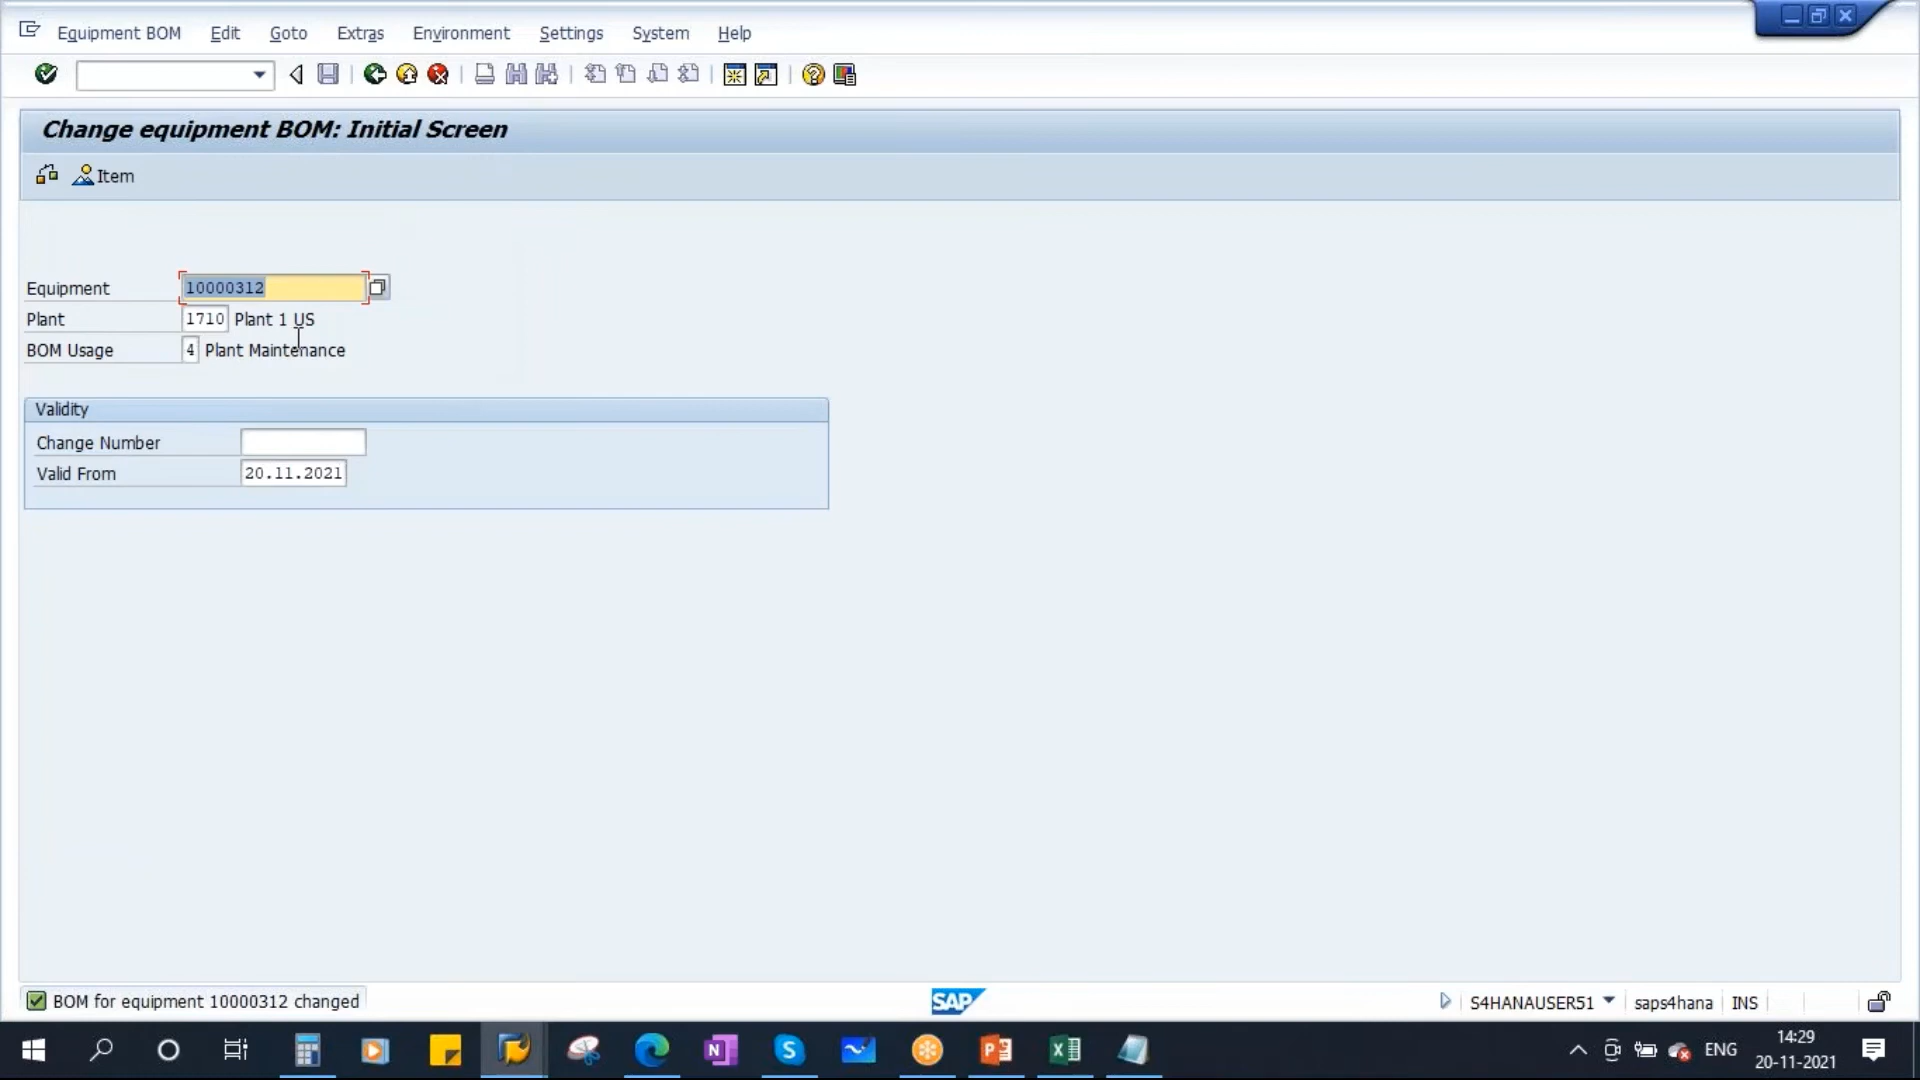 Equipment BOM Edit Goto Extras Environment Settings System Help
Change equipment BOM: Initial Screen
Item
Equipment 10000312
Plant 1710 Plant 1 US
BOM Usage 4 Plant Maintenance
Validity
Change Number
Valid From 20.11.2021
BOM for equipment 10000312 changed
SAP
S4HANAUSER51 saps4hana INS
N S P X
ENG
14:29
20-11-2021